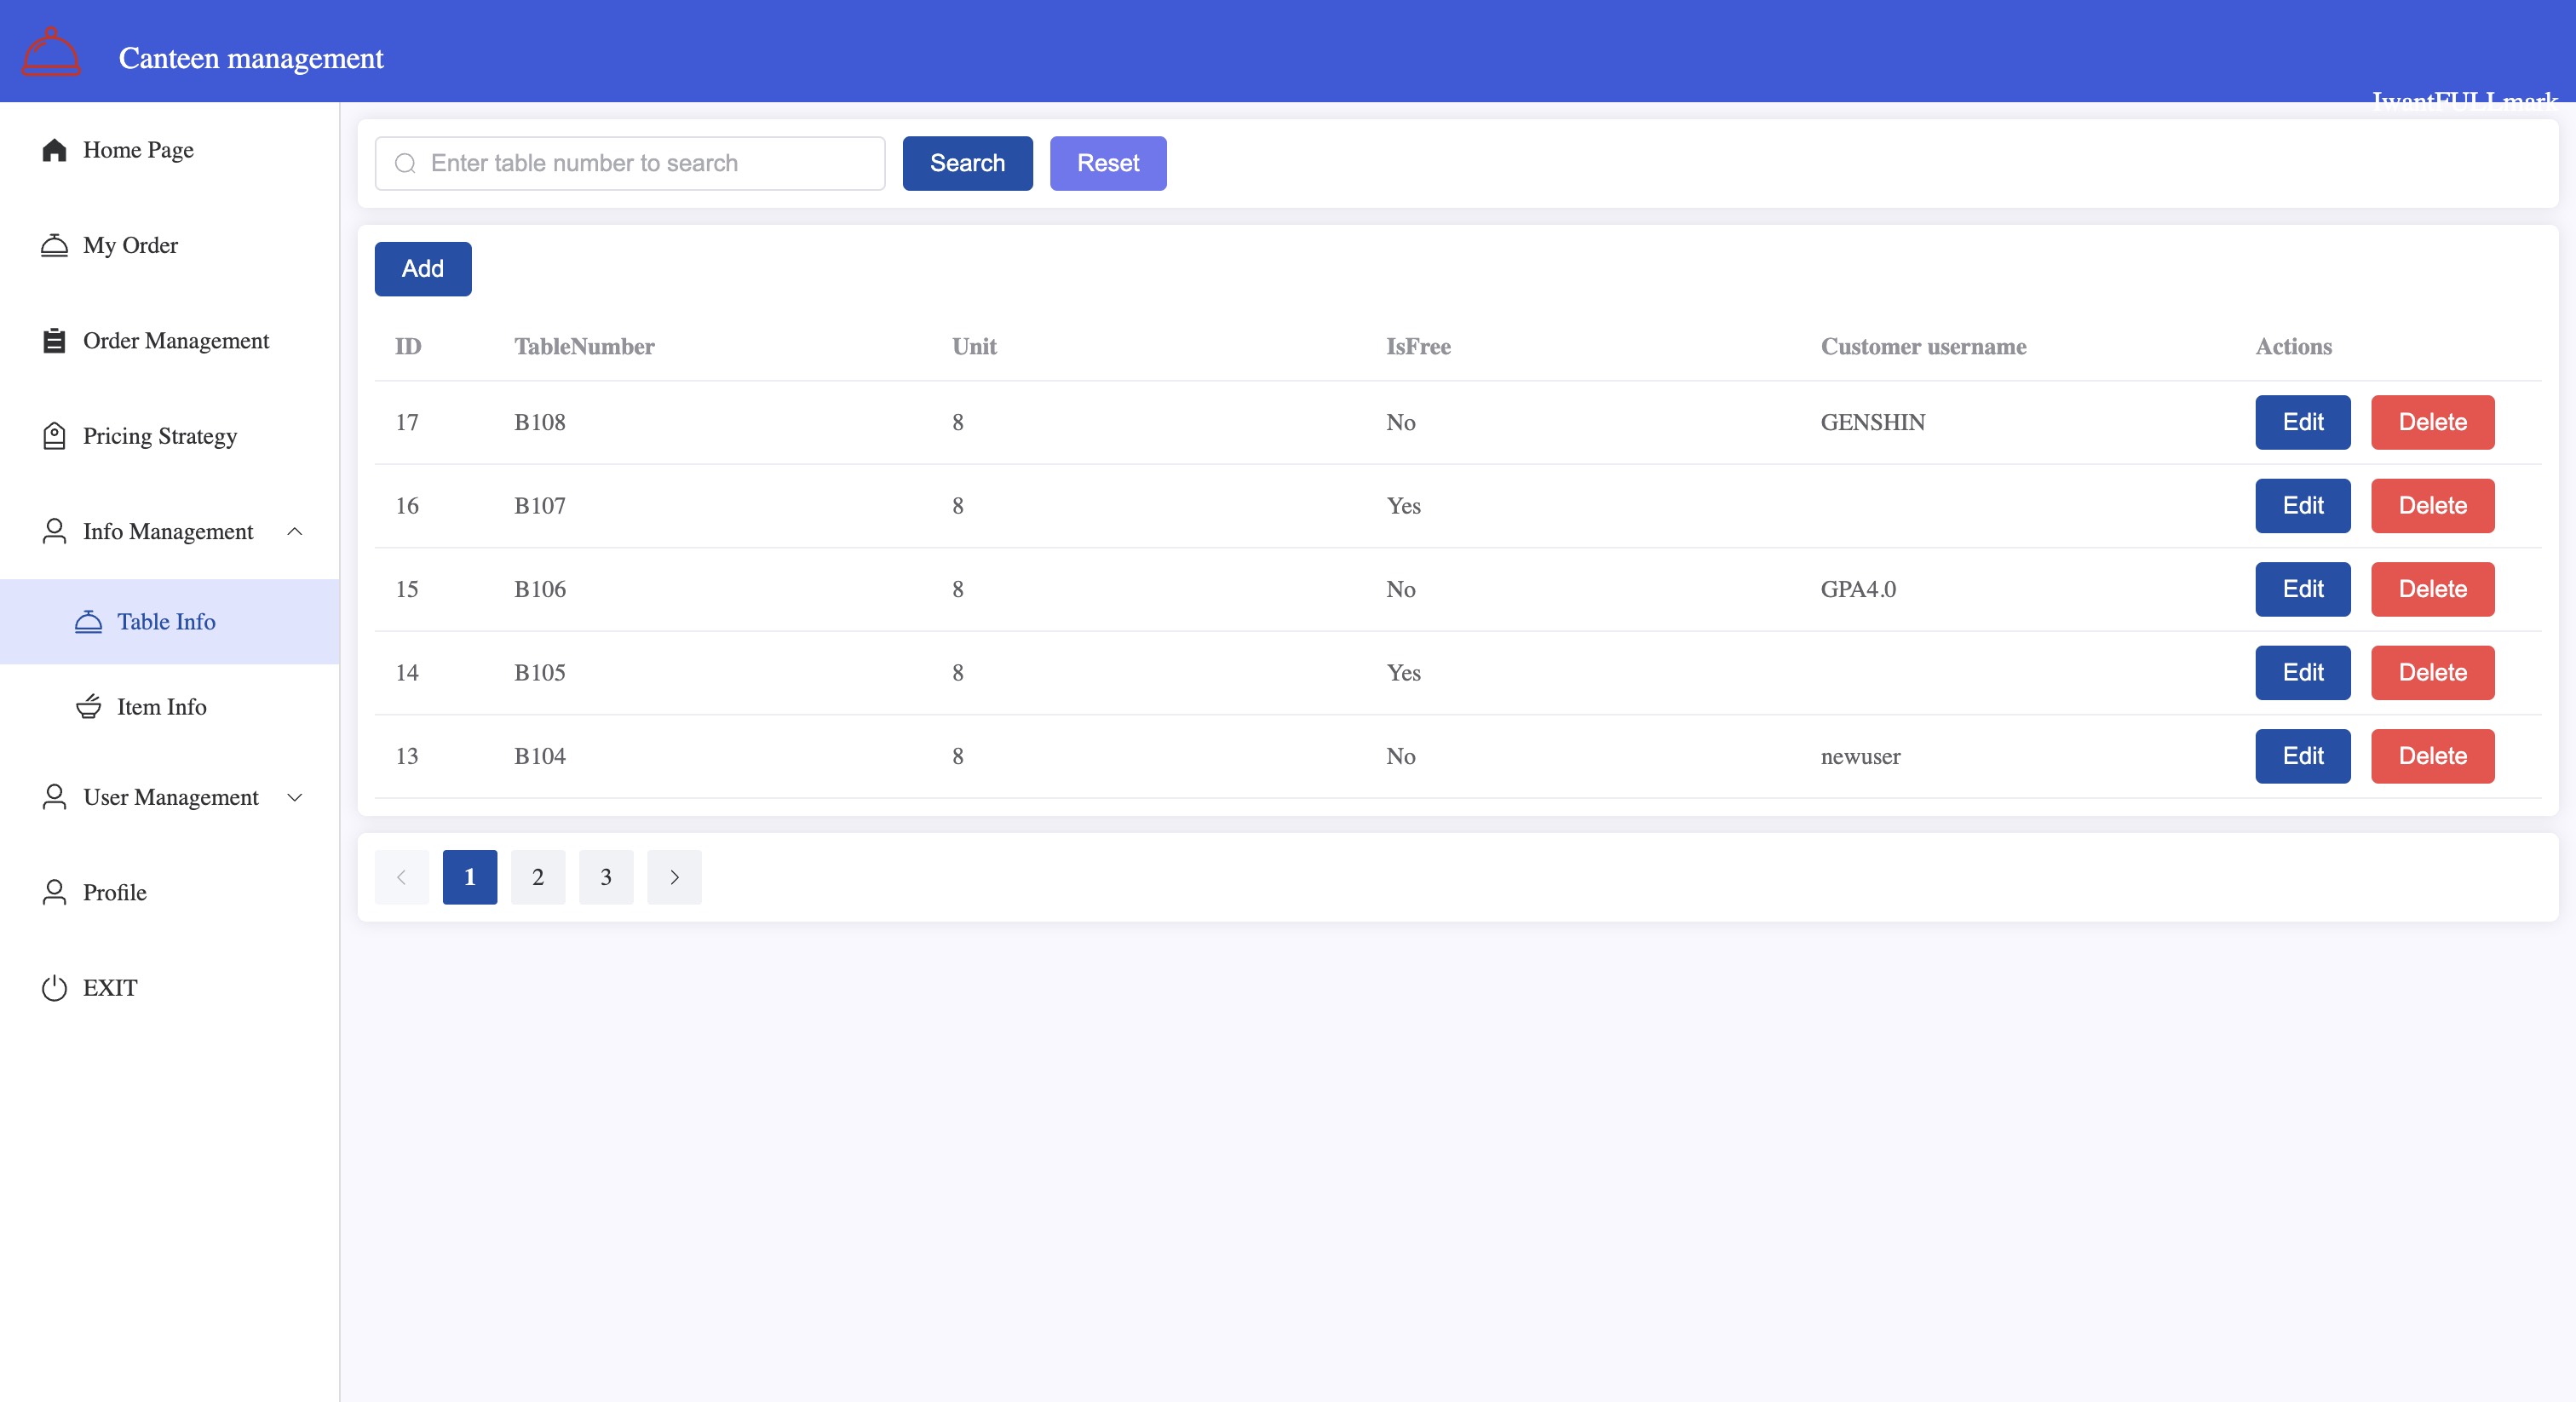 Canteen management
IwantFULLmark
Home Page
My Order
Order Management
Pricing Strategy
Info Management
Table Info
Item Info
User Management
Profile
EXIT
Enter table number to search Search Reset
Add
ID TableNumber Unit IsFree Customer username Actions
17 B108 8 No GENSHIN Edit Delete
16 B107 8 Yes Edit Delete
15 B106 8 No GPA4.0 Edit Delete
14 B105 8 Yes Edit Delete
13 B104 8 No newuser Edit Delete
1 2 3